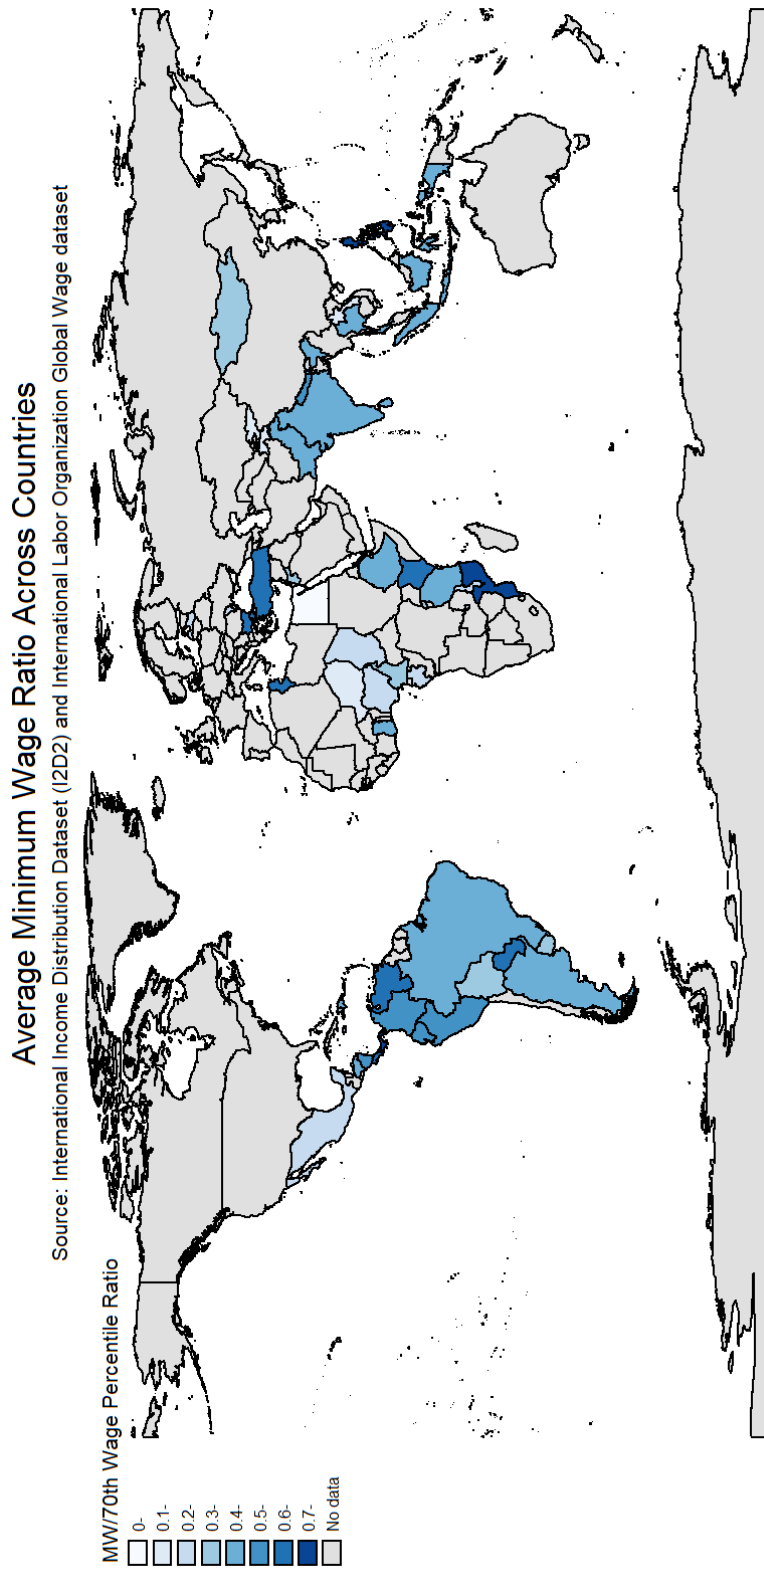 Average Minimum Wage Ratio Across Countries
Source: International Income Distribution Dataset (I2D2) and International Labor Organization Global Wage dataset
MW/70th Wage Percentile Ratio
0-
0.1-
0.2-
0.3-
0.4-
0.5-
0.6-
0.7-
No data